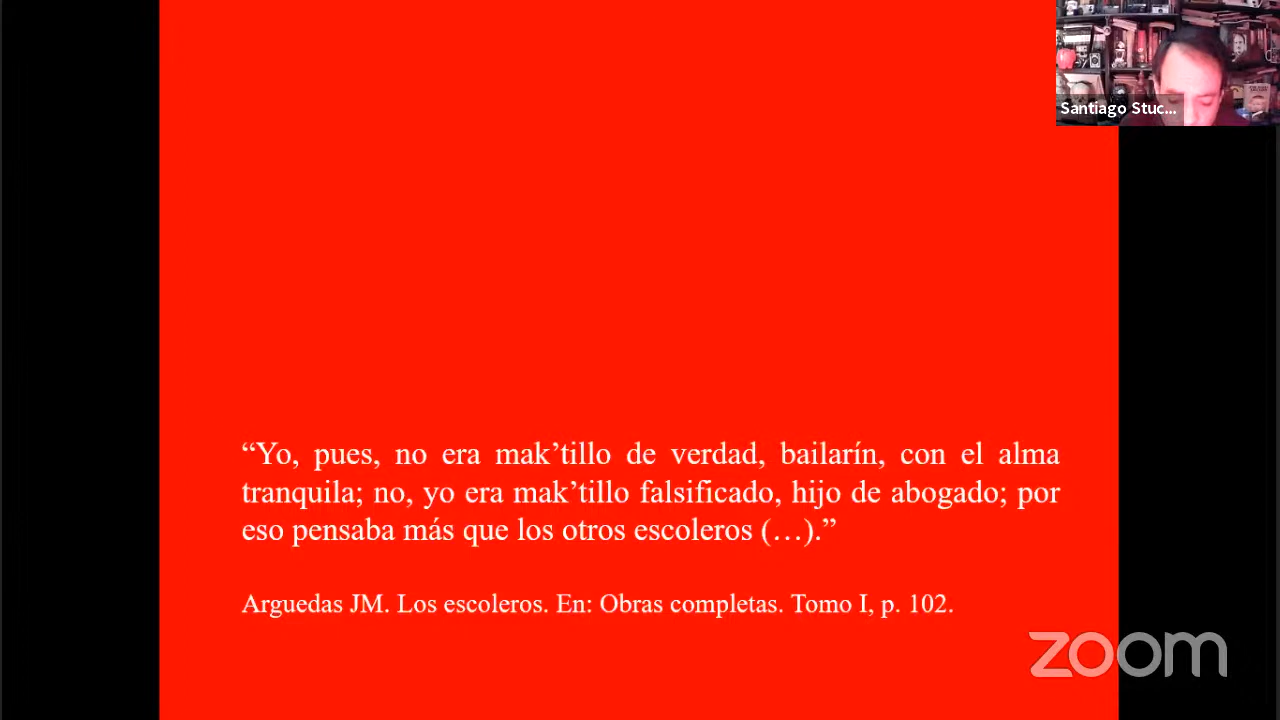 Santiago Stuc...
“Yo, pues, no era mak’tillo de verdad, bailarín, con el alma
tranquila; no, yo era mak’tillo falsificado, hijo de abogado; por
eso pensaba más que los otros escoleros (…).”
Arguedas JM. Los escoleros. En: Obras completas. Tomo I, p. 102.
zoom